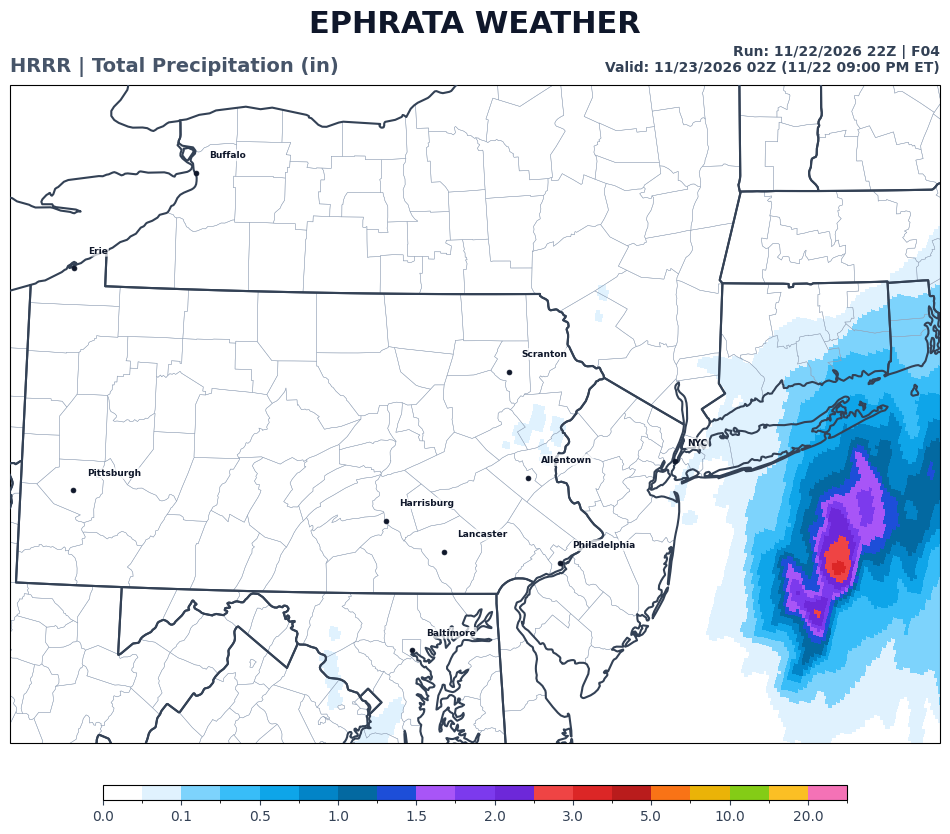 EPHRATA WEATHER
HRRR | Total Precipitation (in)
Run: 11/22/2026 22Z | F04
Valid: 11/23/2026 02Z (11/22 09:00 PM ET)
Buffalo
Erie
Scranton
NYC
Allentown
Pittsburgh
Harrisburg
Lancaster
Philadelphia
Baltimore
0.0 0.1 0.5 1.0 1.5 2.0 3.0 5.0 10.0 20.0